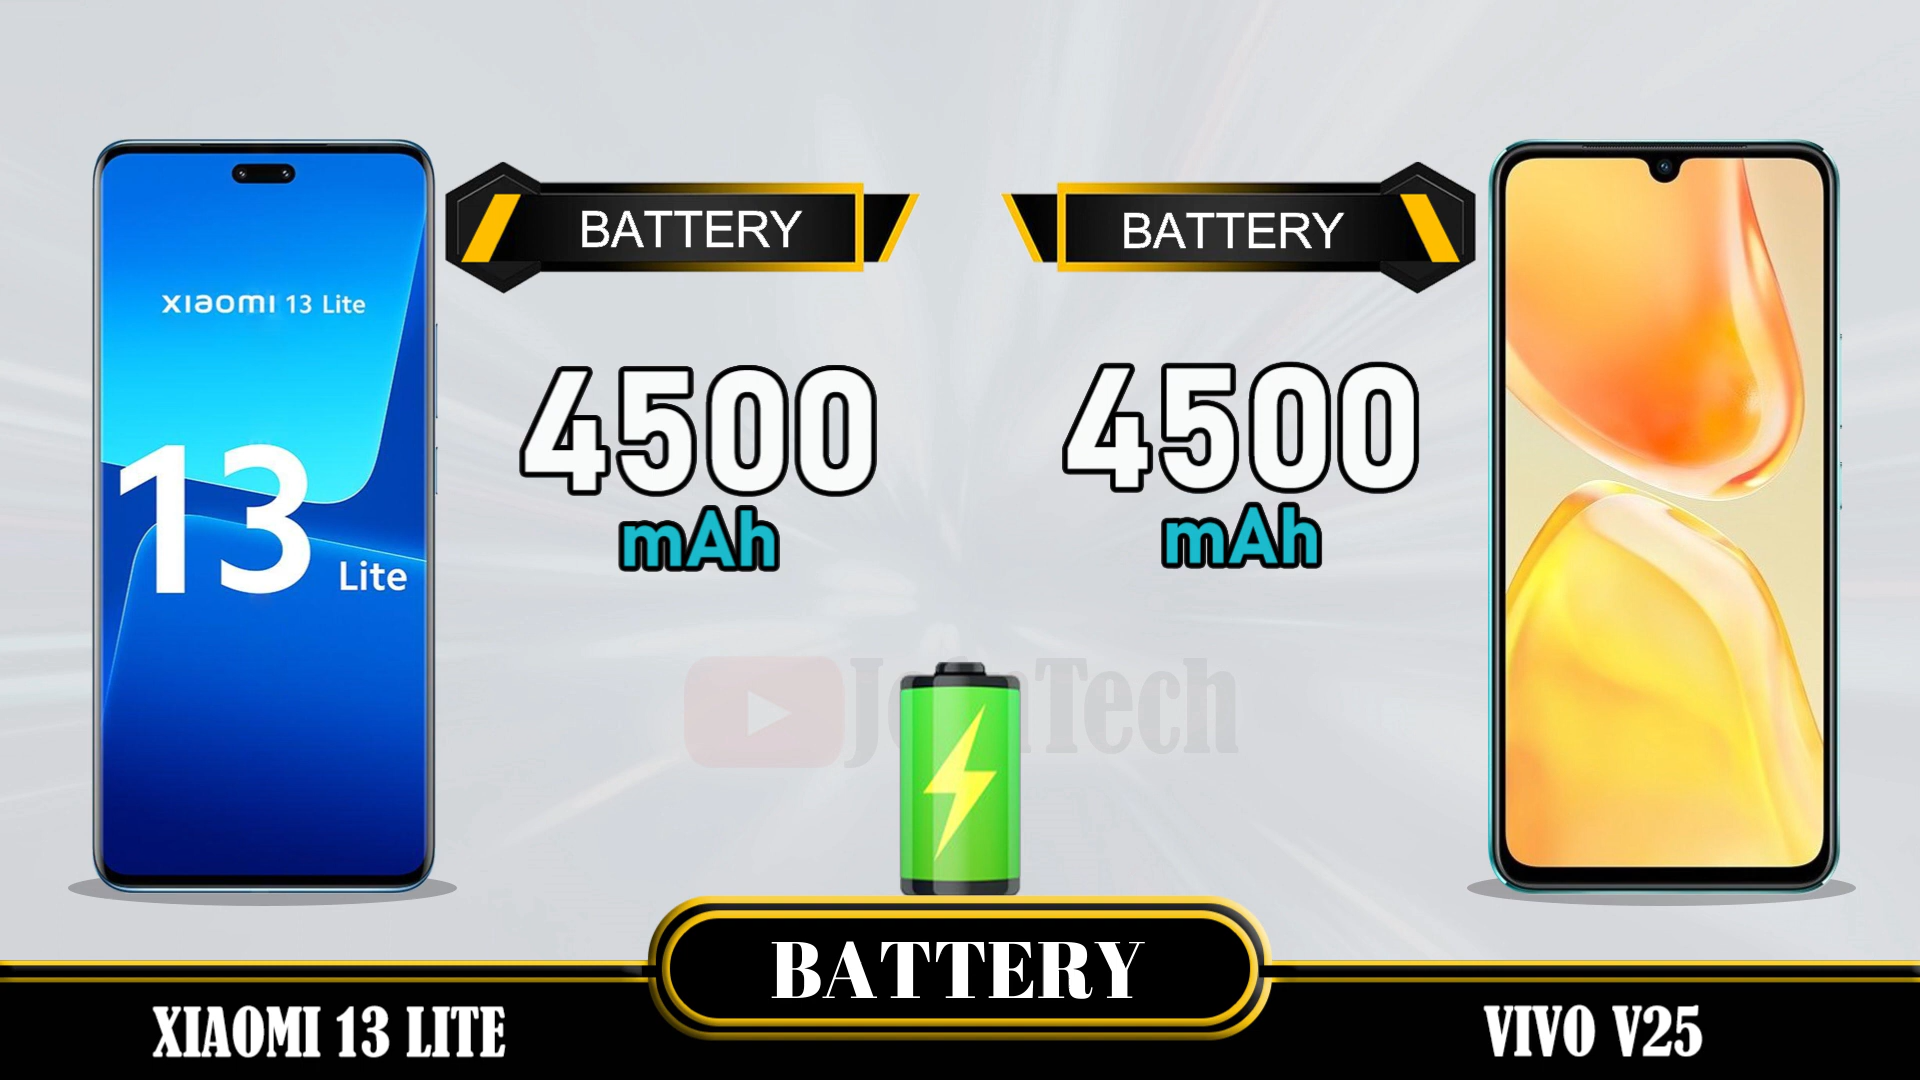 BATTERY
BATTERY
xiaomi 13 Lite
4500
mAh
4500
mAh
13
Lite
BATTERY
XIAOMI 13 LITE
VIVO V25